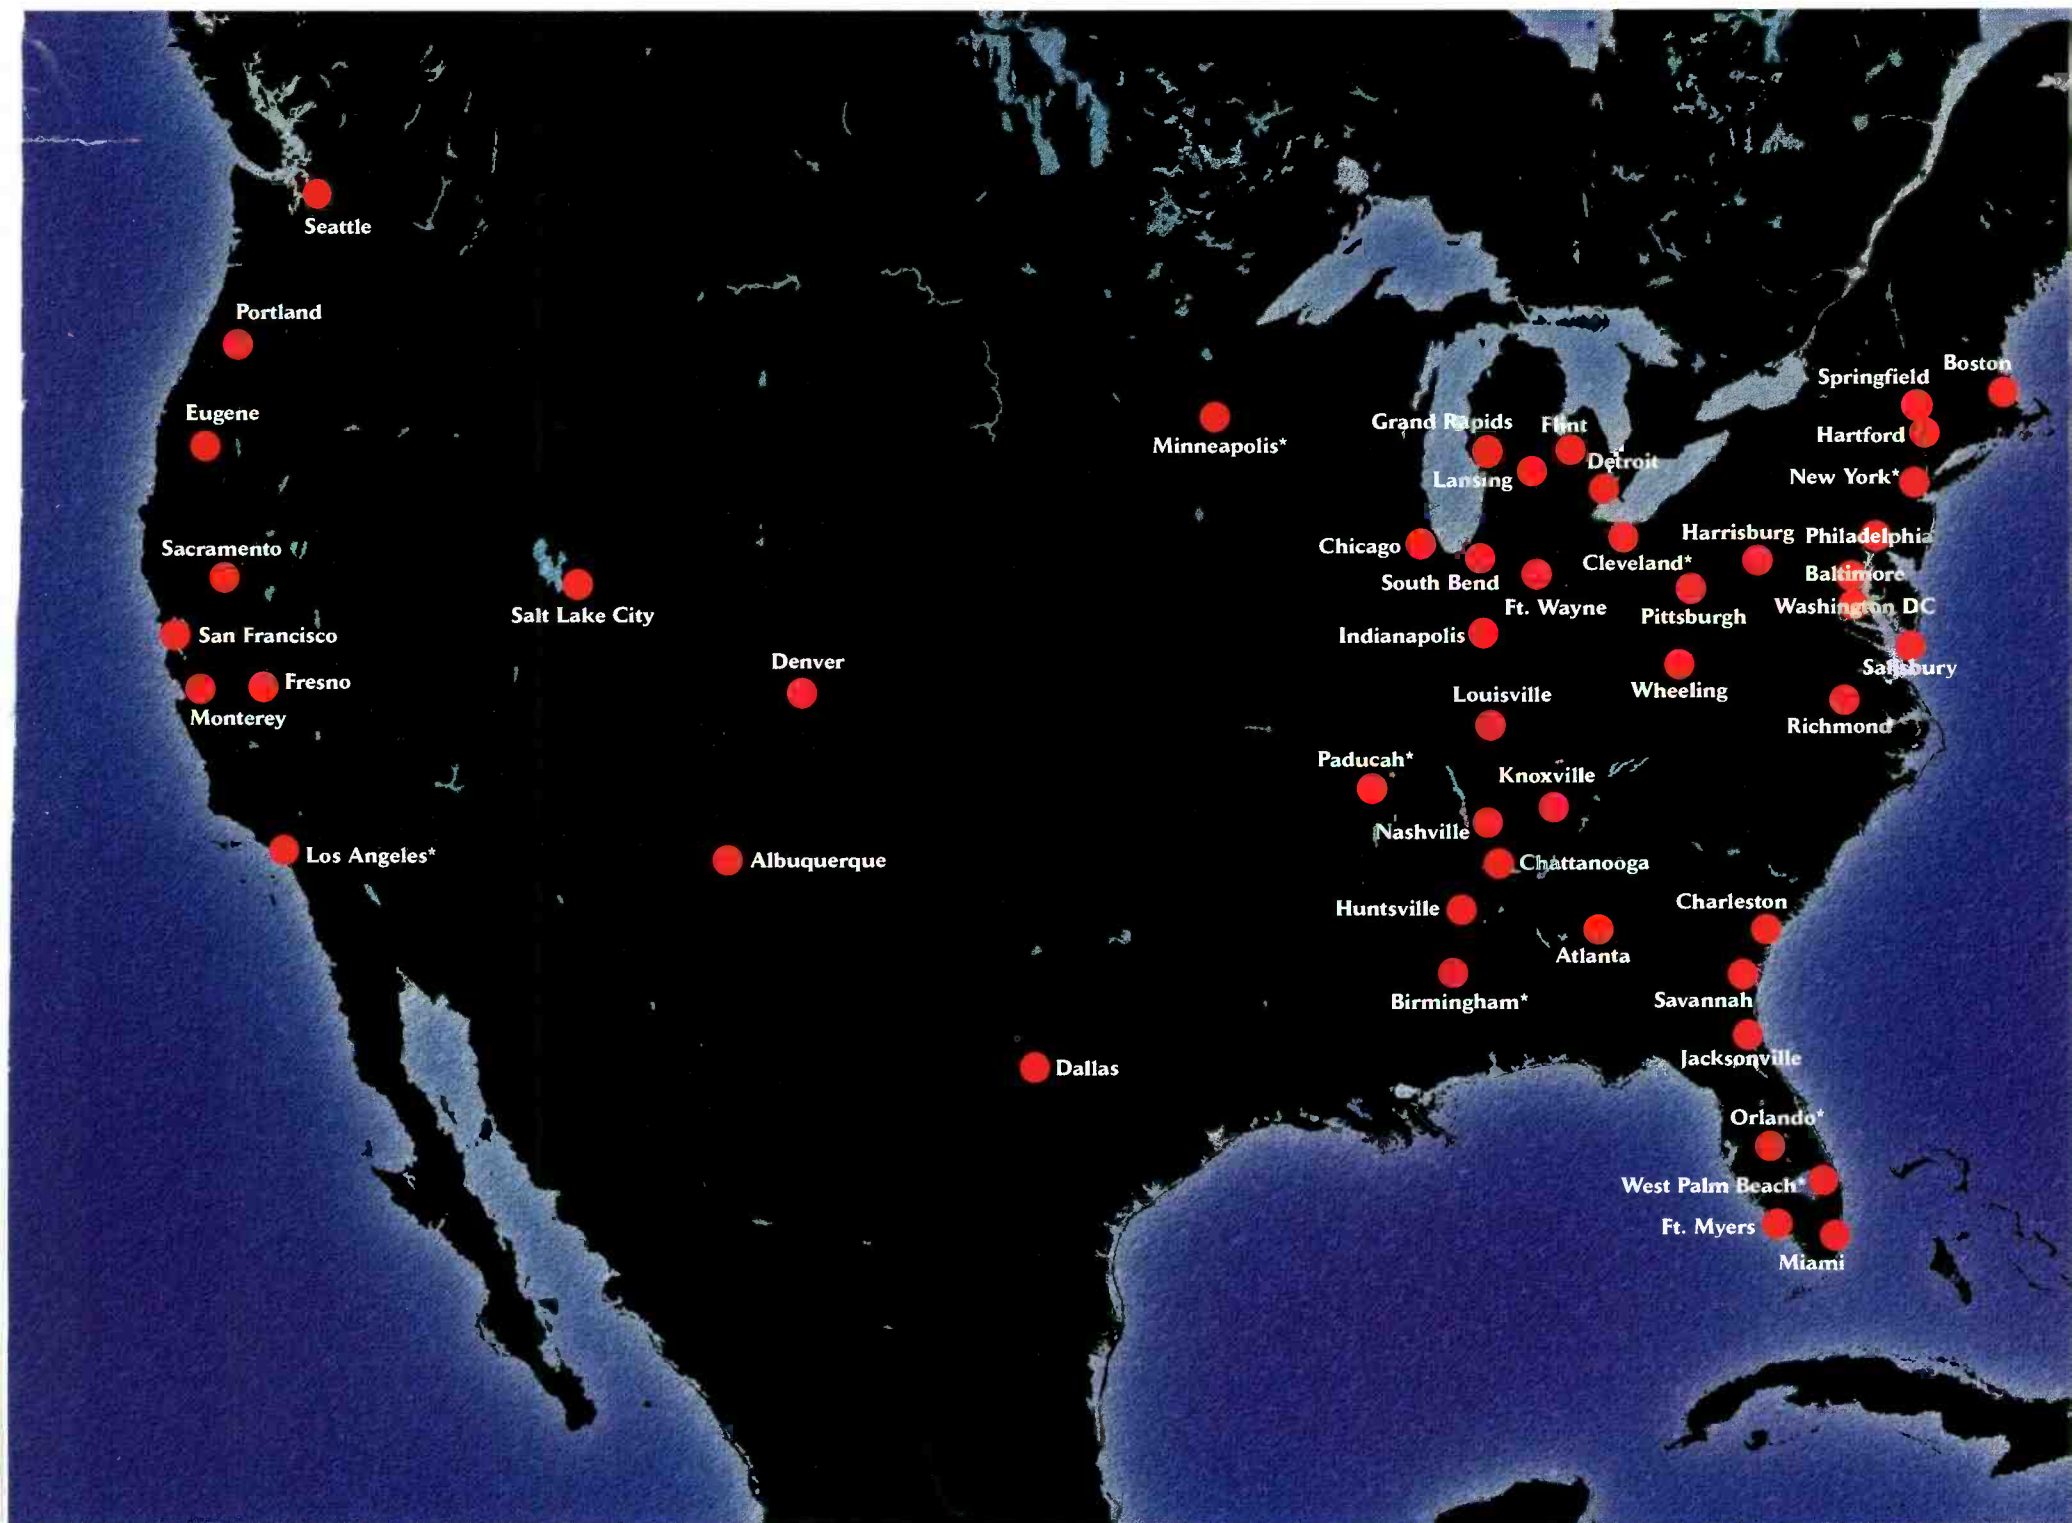 Seattle
Portland
Eugene
Sacramento
San Francisco
Fresno
Monterey
Los Angeles*
Salt Lake City
Denver
Albuquerque
Dallas
Minneapolis*
Grand Rapids
Flint
Lansing
Detroit
Chicago
South Bend
Ft. Wayne
Cleveland*
Indianapolis
Louisville
Paducah*
Knoxville
Nashville
Chattanooga
Huntsville
Atlanta
Birmingham*
Boston
Springfield
Hartford
New York*
Harrisburg
Philadelphia
Baltimore
Pittsburgh
Washington DC
Salisbury
Wheeling
Richmond
Charleston
Savannah
Jacksonville
Orlando*
West Palm Beach*
Ft. Myers
Miami